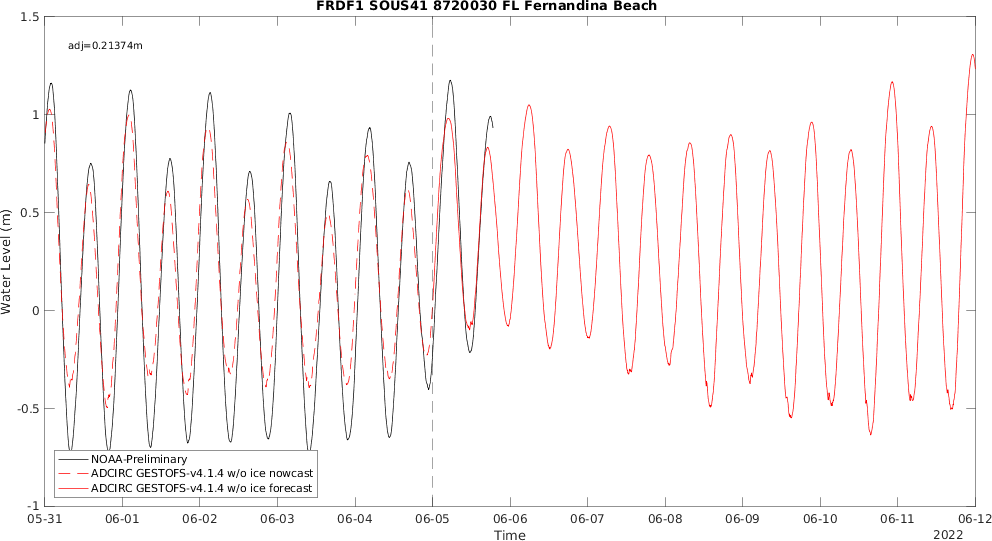 FRDF1 SOUS41 8720030 FL Fernandina Beach
adj=0.21374m
1.5
1
0.5
0
-0.5
-1
Water Level (m)
NOAA-Preliminary
ADCIRC GESTOFS-v4.1.4 w/o ice nowcast
ADCIRC GESTOFS-v4.1.4 w/o ice forecast
05-31 06-01 06-02 06-03 06-04 06-05 06-06 06-07 06-08 06-09 06-10 06-11 06-12
Time
2022